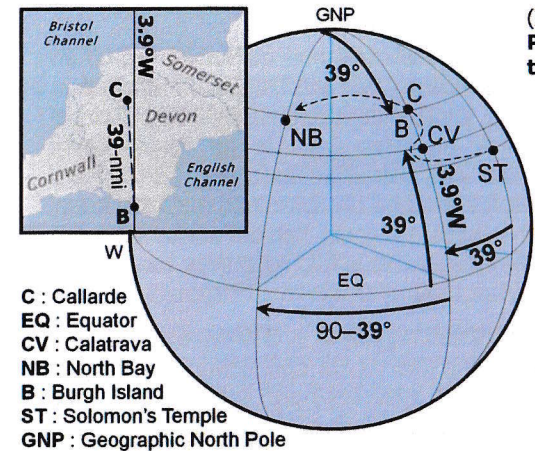 Bristol
Channel
3.9°W
Somerset
C
Devon
39-nmi
Cornwall
English
Channel
B
W
GNP
(
P
t
39°
C
B
NB
CV
ST
3.9°W
39°
39°
EQ
90–39°
C : Callarde
EQ : Equator
CV : Calatrava
NB : North Bay
B : Burgh Island
ST : Solomon's Temple
GNP : Geographic North Pole